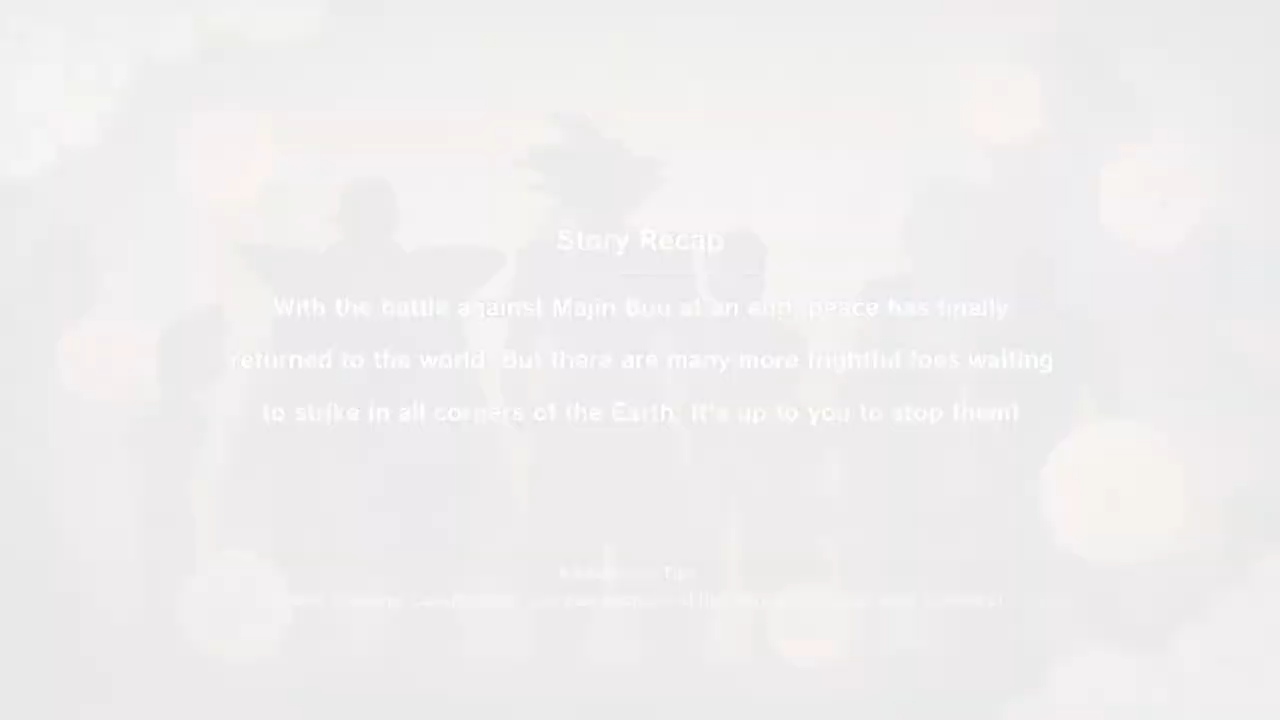 Story Recap
With the battle against Majin Buu at an end, peace has finally
returned to the world. But there are many more frightful foes waiting
to strike in all corners of the Earth. It's up to you to stop them!